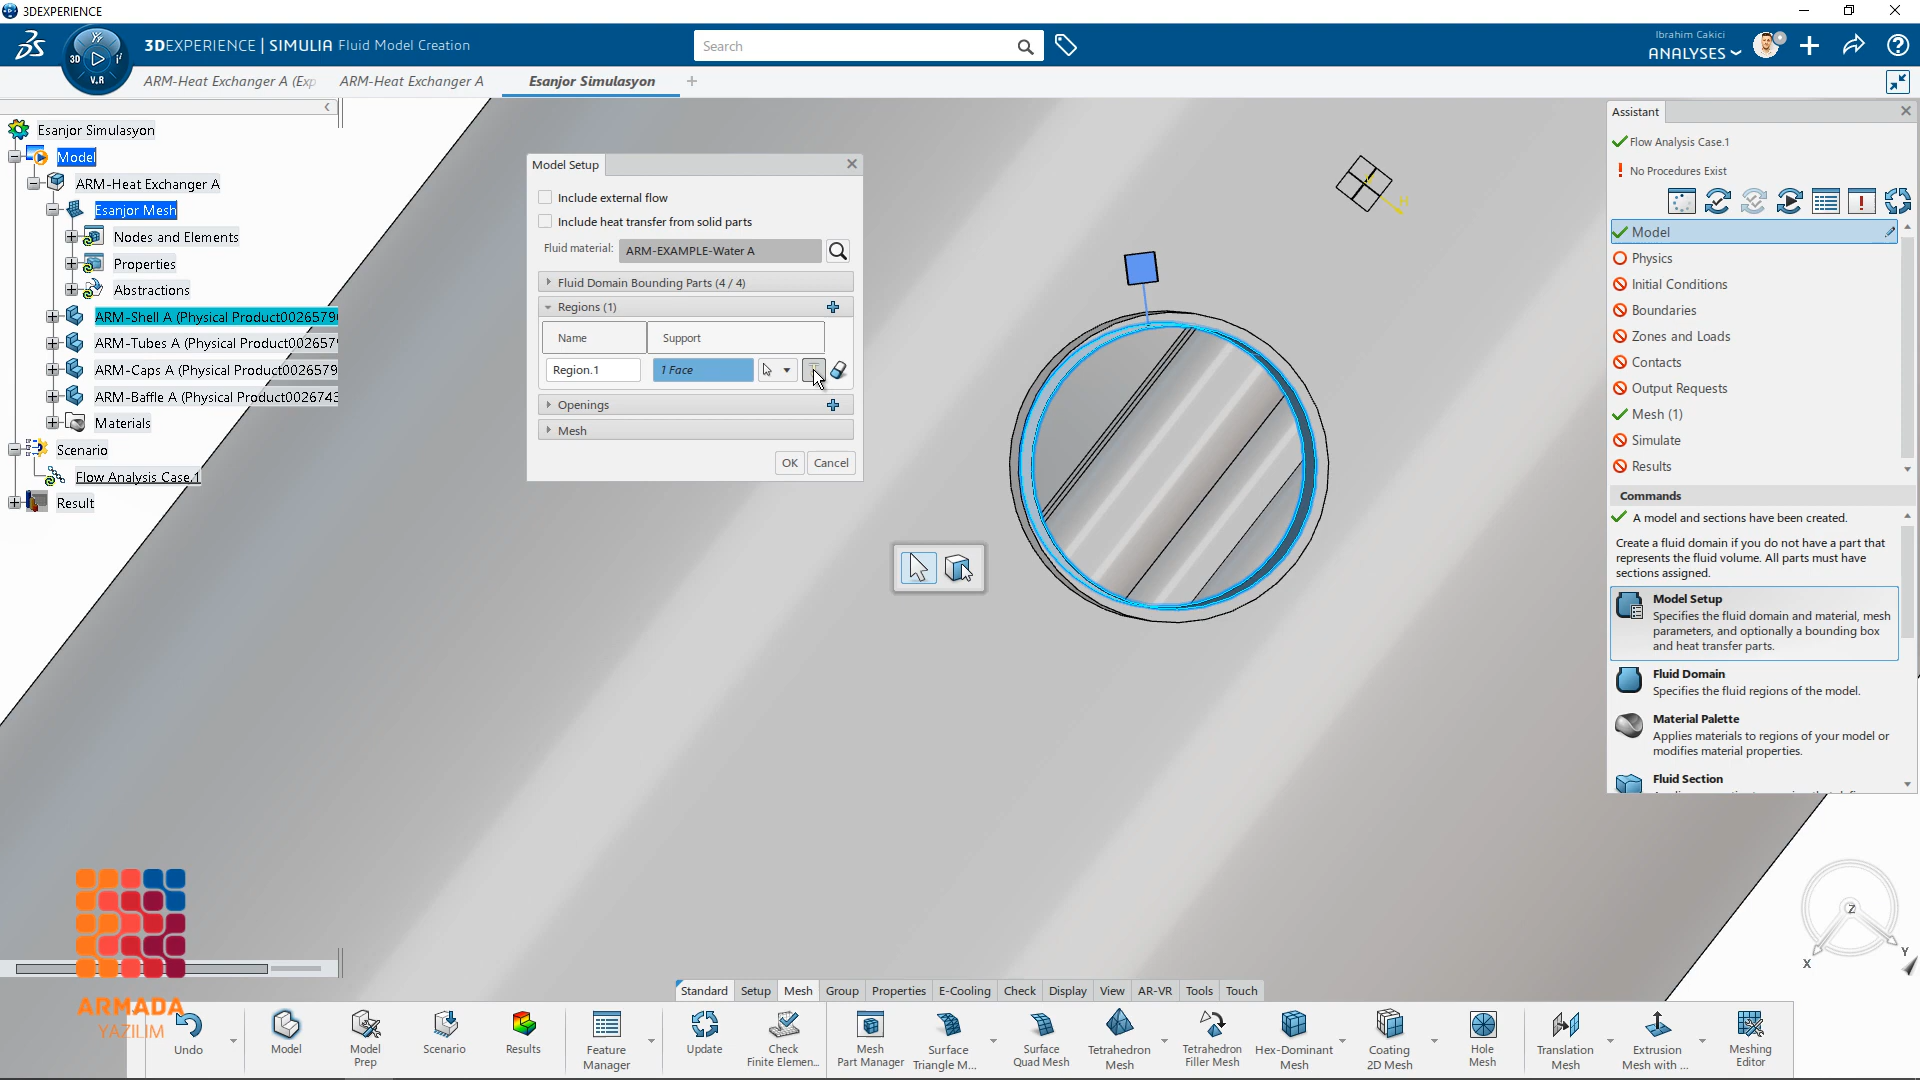 3DEXPERIENCE
3DEXPERIENCE | SIMULIA Fluid Model Creation
Search
Ibrahim Cakici
ANALYSES
3D
V.R
ARM-Heat Exchanger A (Exp
ARM-Heat Exchanger A
Esanjor Simulasyon
Esanjor Simulasyon
Model
ARM-Heat Exchanger A
Esanjor Mesh
Nodes and Elements
Properties
Abstractions
ARM-Shell A (Physical Product0026579
ARM-Tubes A (Physical Product002657
ARM-Caps A (Physical Product0026579
ARM-Baffle A (Physical Product0026743
Materials
Scenario
Flow Analysis Case.1
Result
Model Setup
Include external flow
Include heat transfer from solid parts
Fluid material:
ARM-EXAMPLE-Water A
Fluid Domain Bounding Parts (4 / 4)
Regions (1)
Name
Support
Region.1
1 Face
Openings
Mesh
OK
Cancel
H
Assistant
Flow Analysis Case.1
No Procedures Exist
Model
Physics
Initial Conditions
Boundaries
Zones and Loads
Contacts
Output Requests
Mesh (1)
Simulate
Results
Commands
A model and sections have been created.
Create a fluid domain if you do not have a part that
represents the fluid volume. All parts must have
sections assigned.
Model Setup
Specifies the fluid domain and material, mesh
parameters, and optionally a bounding box
and heat transfer parts.
Fluid Domain
Specifies the fluid regions of the model.
Material Palette
Applies materials to regions of your model or
modifies material properties.
Fluid Section
Z
X
Y
ARMADA
YAZILIM
Standard
Setup
Mesh
Group
Properties
E-Cooling
Check
Display
View
AR-VR
Tools
Touch
Undo
Model
Model
Prep
Scenario
Results
Feature
Manager
Update
Check
Finite Elemen...
Mesh
Part Manager
Surface
Triangle M...
Surface
Quad Mesh
Tetrahedron
Mesh
Tetrahedron
Filler Mesh
Hex-Dominant
Mesh
Coating
2D Mesh
Hole
Mesh
Translation
Mesh
Extrusion
Mesh with ...
Meshing
Editor